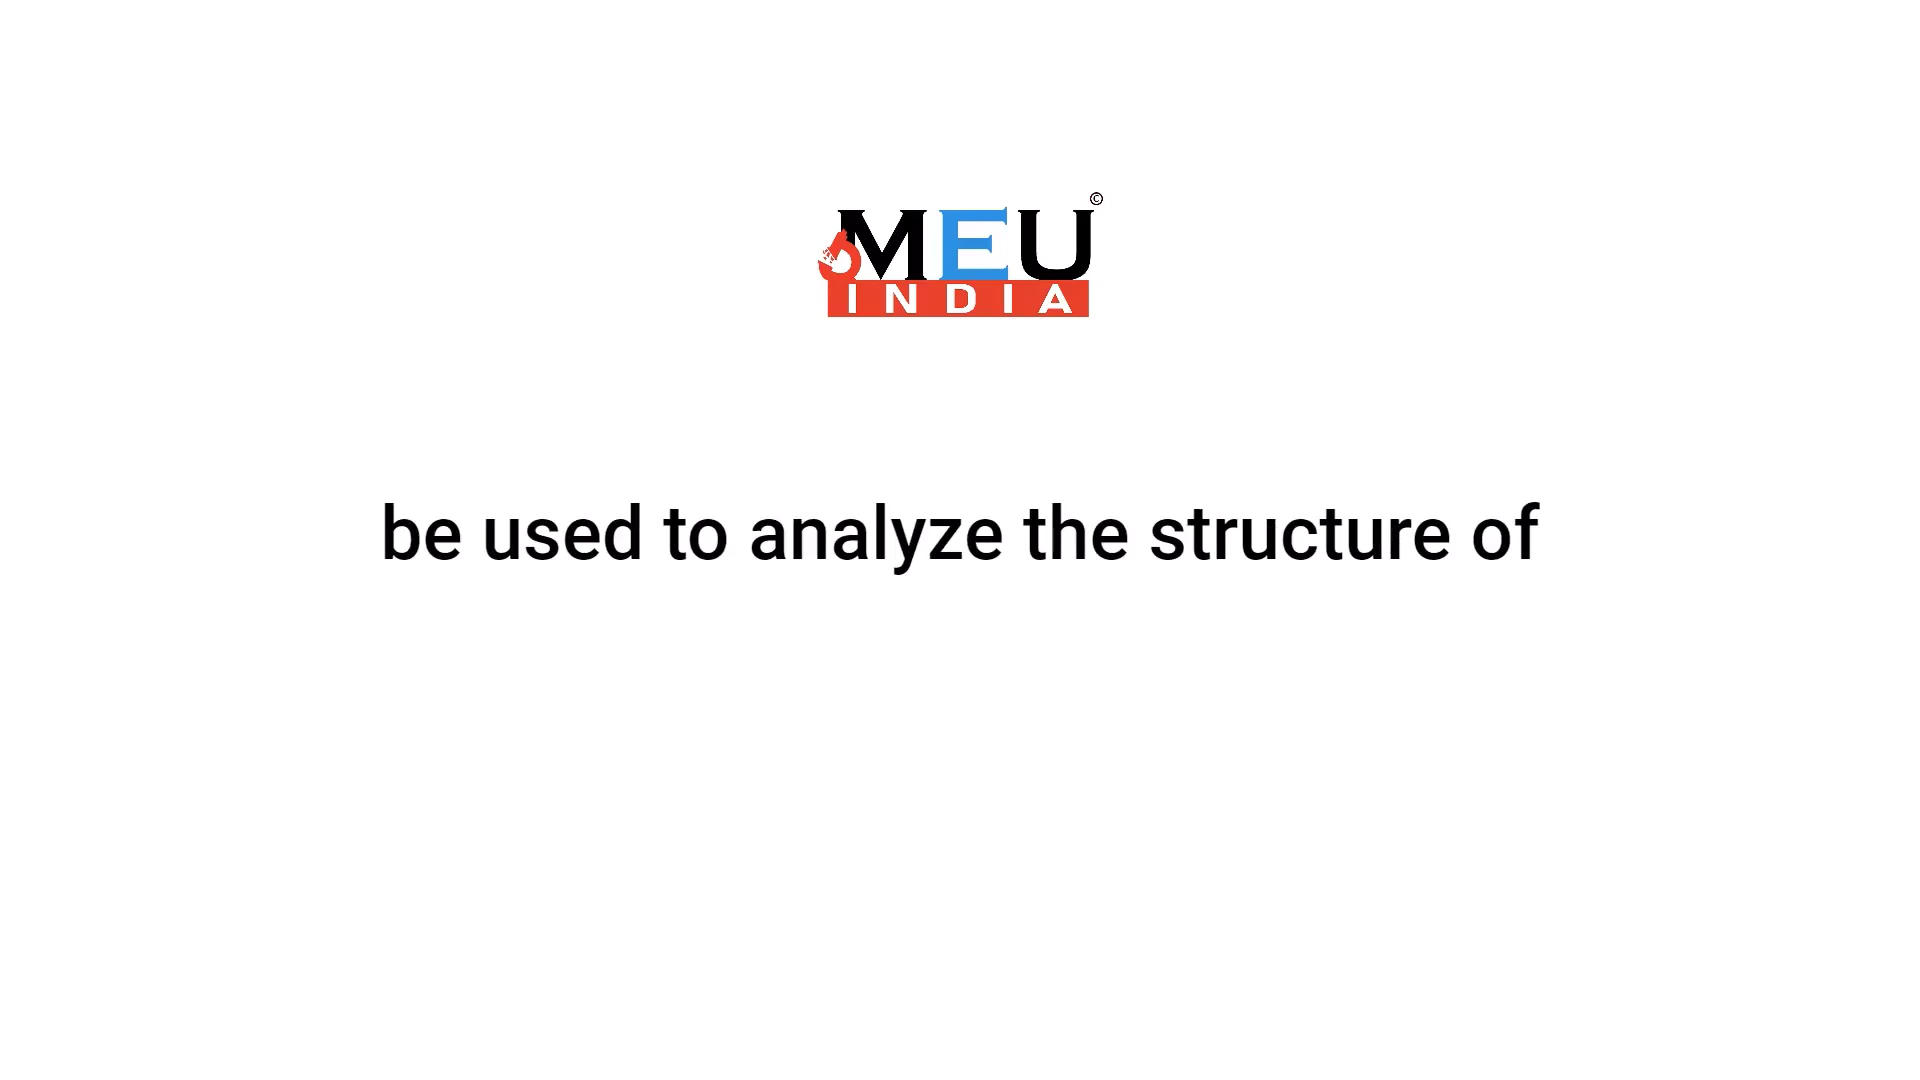 MEU©
INDIA
be used to analyze the structure of